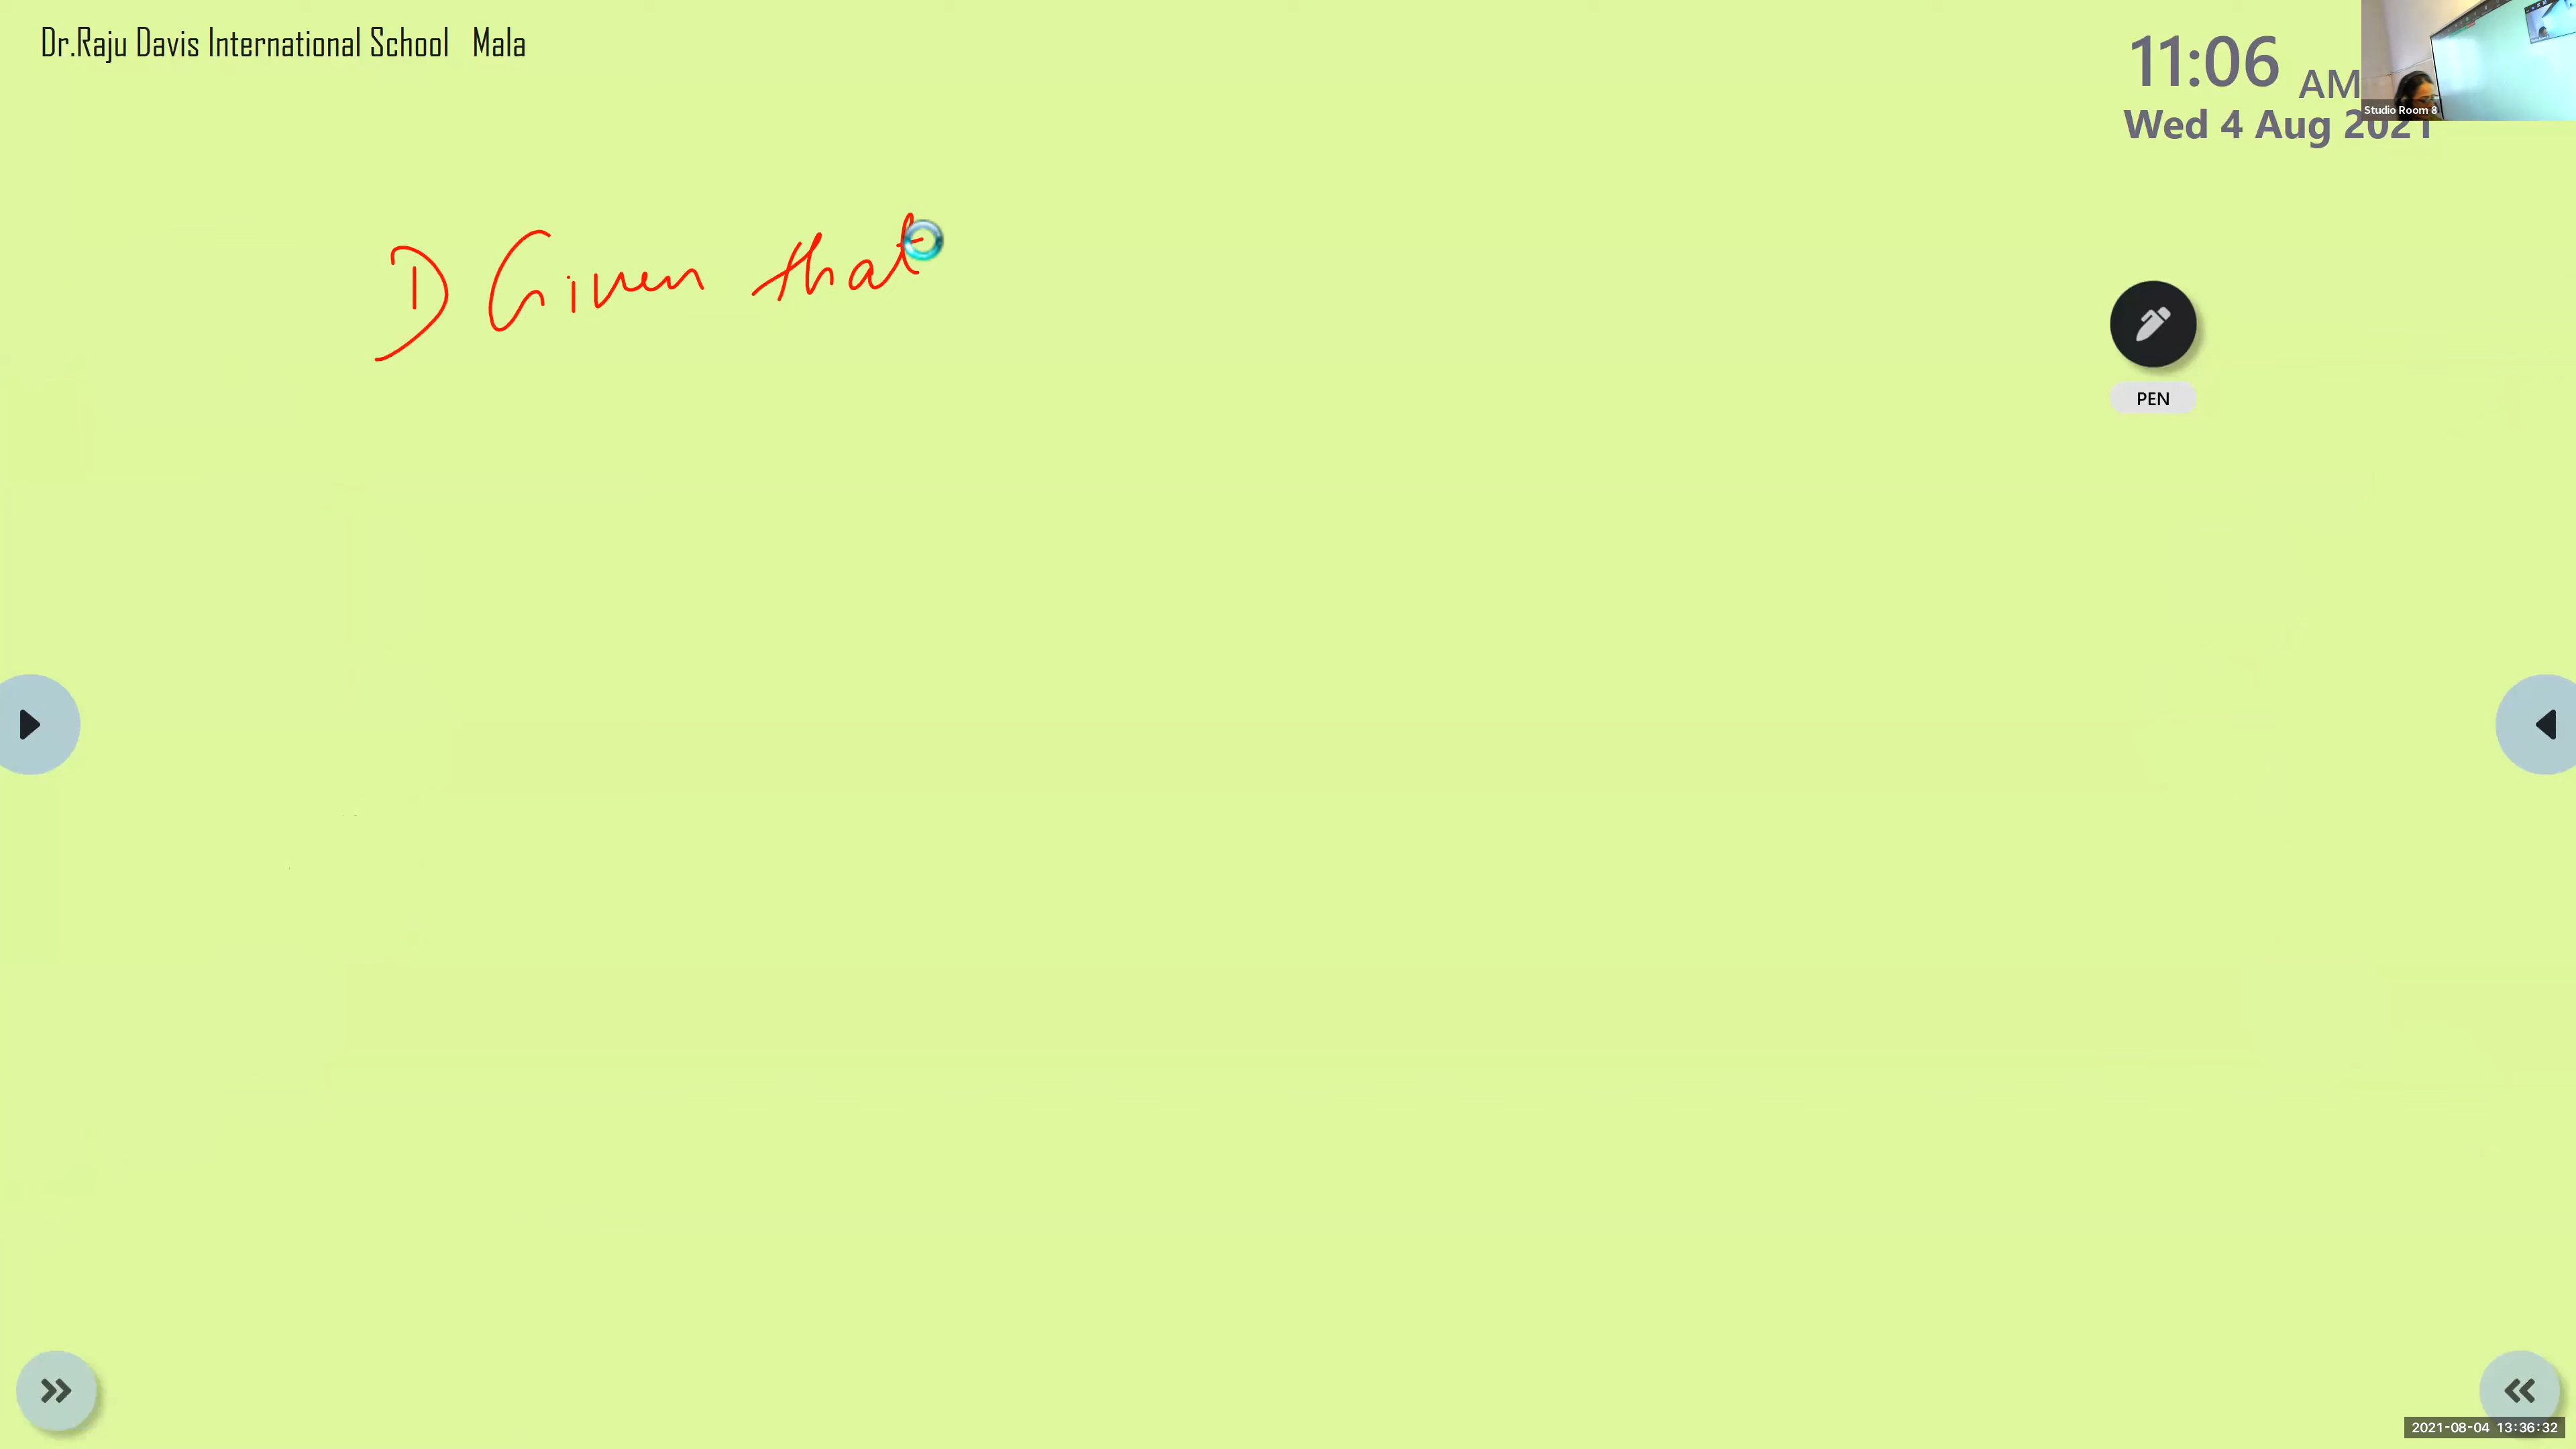 Dr.Raju Davis International School Mala
11:06 AM
Studio Room 8
Wed 4 Aug 2021
1) Given that
PEN
2021-08-04 13:36:32